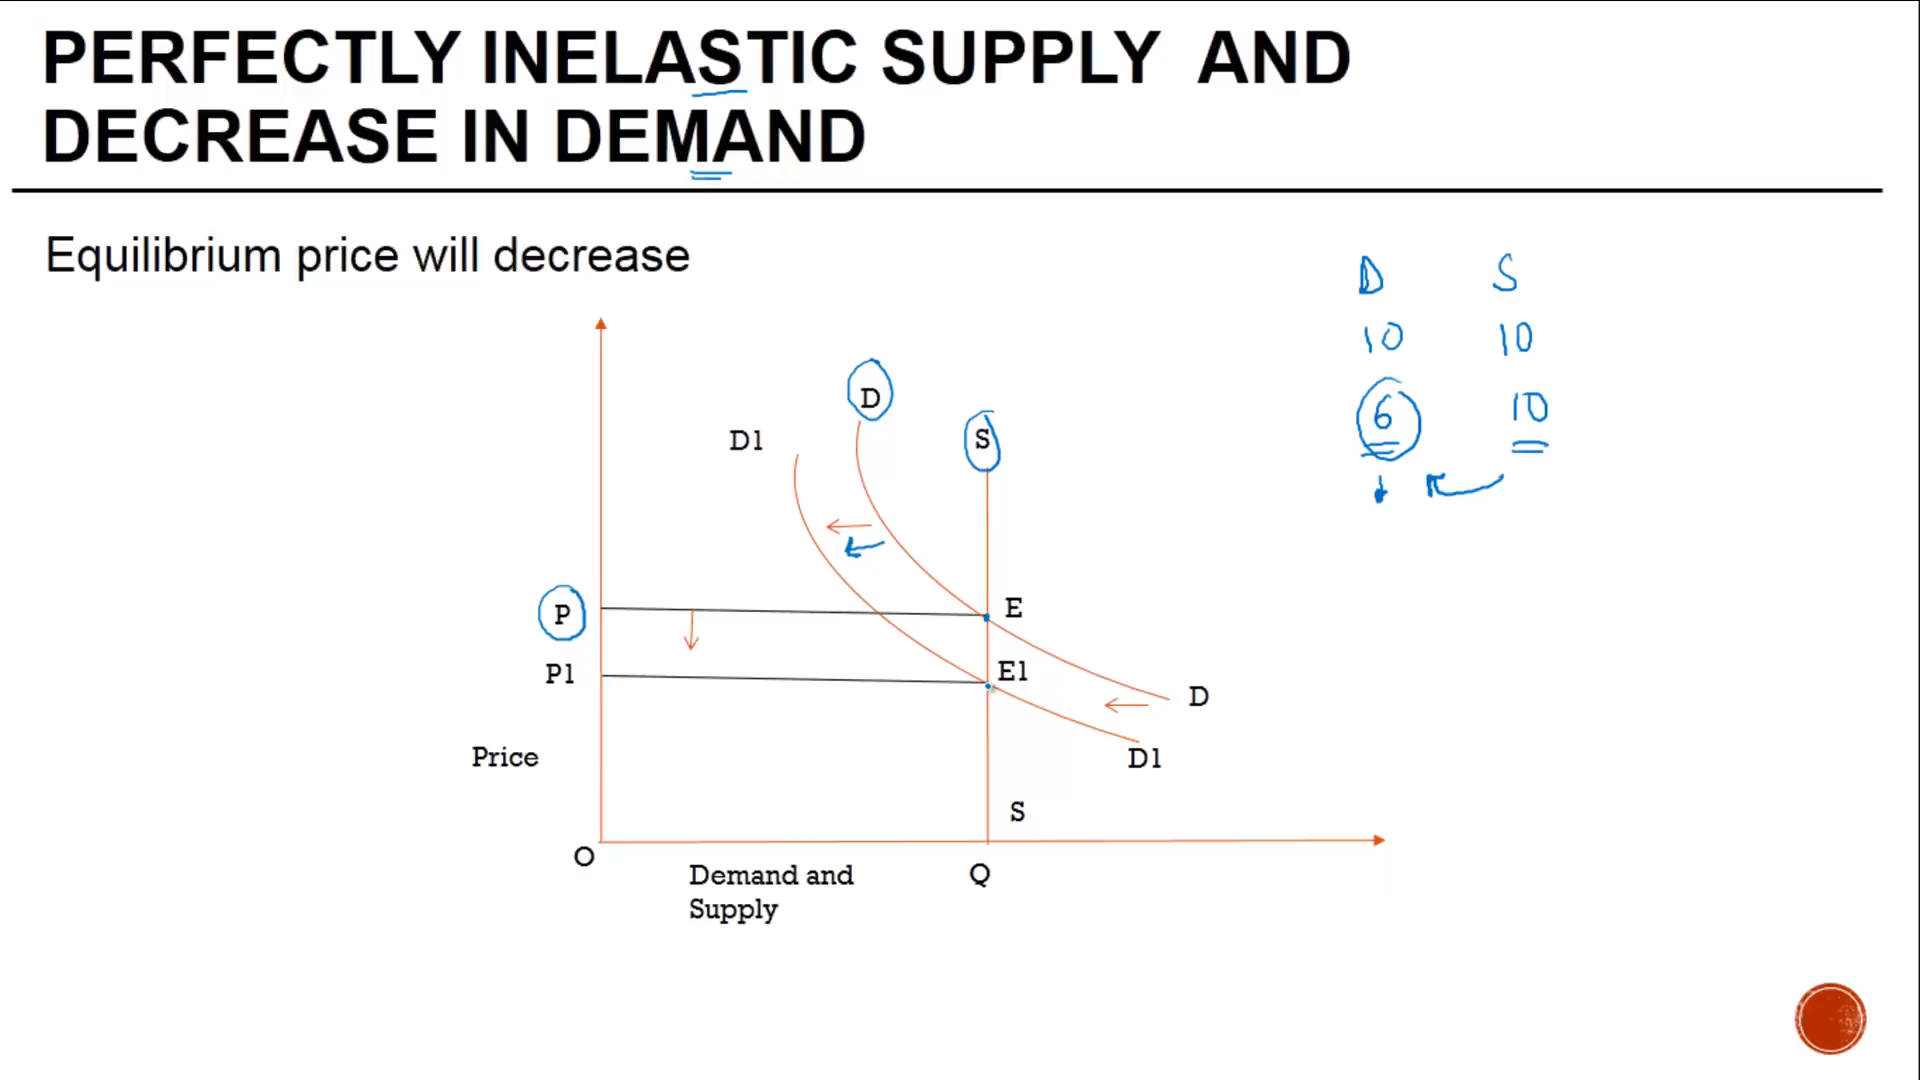 PERFECTLY INELASTIC SUPPLY AND
DECREASE IN DEMAND
Equilibrium price will decrease
D S
10 10
6 10
D
D1
S
P
E
P1
E1
D
Price
D1
S
O
Q
Demand and
Supply